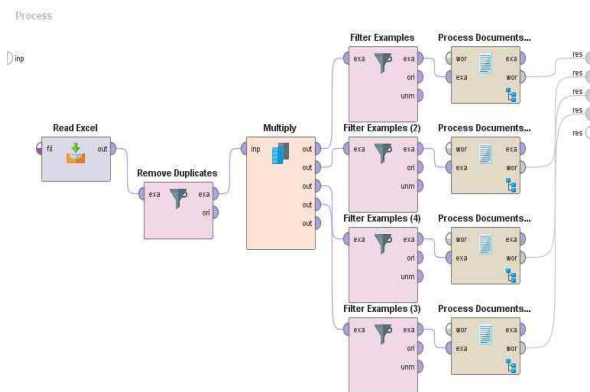 Process
inp
Read Excel
fil out
Remove Duplicates
exa exa
ori
Multiply
inp out
out
out
out
out
Filter Examples
exa exa
ori
unm
Process Documents...
wor exa
exa wor
Filter Examples (2)
exa exa
ori
unm
Process Documents...
wor exa
exa wor
Filter Examples (4)
exa exa
ori
unm
Process Documents...
wor exa
exa wor
Filter Examples (3)
exa exa
ori
unm
Process Documents...
wor exa
exa wor
res
res
res
res
res